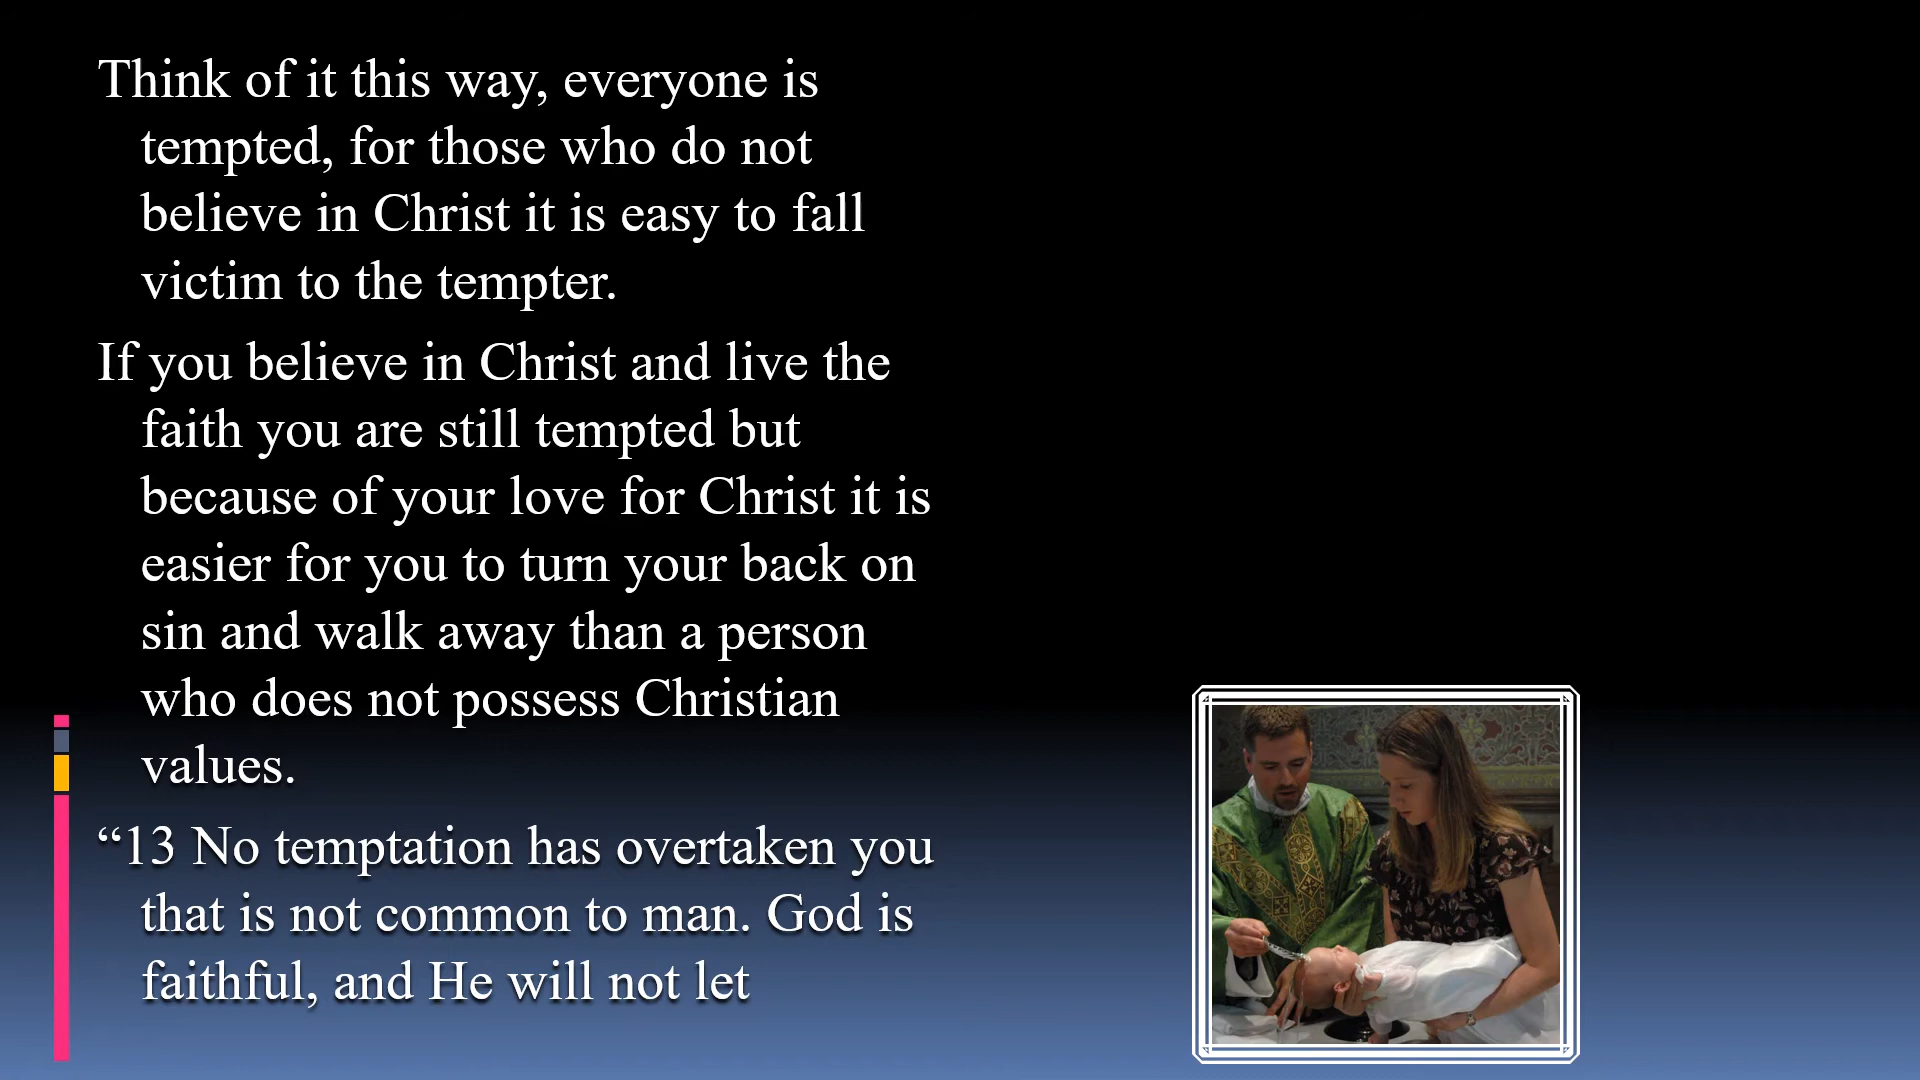 Think of it this way, everyone is
tempted, for those who do not
believe in Christ it is easy to fall
victim to the tempter.
If you believe in Christ and live the
faith you are still tempted but
because of your love for Christ it is
easier for you to turn your back on
sin and walk away than a person
who does not possess Christian
values.
“13 No temptation has overtaken you
that is not common to man. God is
faithful, and He will not let